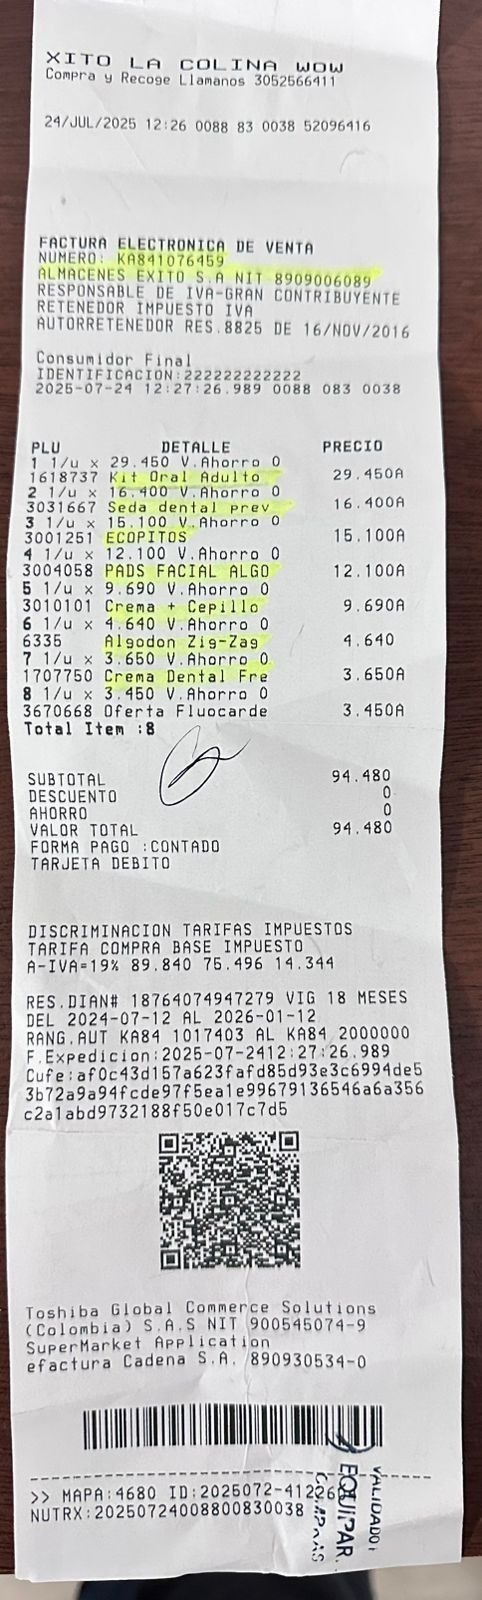 XITO LA COLINA WOW
Compra y Recoge Llamanos 3052566411
24/JUL/2025 12:26 0088 83 0038 52096416
FACTURA ELECTRONICA DE VENTA
NUMERO: KA841076459
ALMACENES EXITO S.A NIT 8909006089
RESPONSABLE DE IVA-GRAN CONTRIBUYENTE
RETENEDOR IMPUESTO IVA
AUTORRETENEDOR RES.8825 DE 16/NOV/2016
Consumidor Final
IDENTIFICACION:222222222222
2025-07-24 12:27:26.989 0088 083 0038
PLU DETALLE PRECIO
1 1/u x 29.450 V.Ahorro 0
1618737 Kit Oral Adulto 29.450A
2 1/u x 16.400 V.Ahorro 0
3031667 Seda dental prev 16.400A
3 1/u x 15.100 V.Ahorro 0
3001251 ECOPITOS 15.100A
4 1/u x 12.100 V.Ahorro 0
3004058 PADS FACIAL ALGO 12.100A
5 1/u x 9.690 V.Ahorro 0
3010101 Crema + Cepillo 9.690A
6 1/u x 4.640 V.Ahorro 0
6335 Algodon Zig-Zag 4.640
7 1/u x 3.650 V.Ahorro 0
1707750 Crema Dental Fre 3.650A
8 1/u x 3.450 V.Ahorro 0
3670668 Oferta Fluocarde 3.450A
Total Item :8
SUBTOTAL 94.480
DESCUENTO 0
AHORRO 0
VALOR TOTAL 94.480
FORMA PAGO :CONTADO
TARJETA DEBITO
DISCRIMINACION TARIFAS IMPUESTOS
TARIFA COMPRA BASE IMPUESTO
A-IVA=19% 89.840 75.496 14.344
RES.DIAN# 18764074947279 VIG 18 MESES
DEL 2024-07-12 AL 2026-01-12
RANG.AUT KA84 1017403 AL KA84 2000000
F.Expedicion:2025-07-2412:27:26.989
Cufe:af0c43d157a623fafd85d93e3c6994de5
3b72a9a94fcde97f5ea1e99679136546a6a356
c2a1abd9732188f50e017c7d5
Toshiba Global Commerce Solutions
(Colombia) S.A.S NIT 900545074-9
SuperMarket Application
efactura Cadena S.A. 890930534-0
>> MAPA:4680 ID:2025072-41226
NUTRX:20250724008800830038
VALIDADO:
EQUIPAR